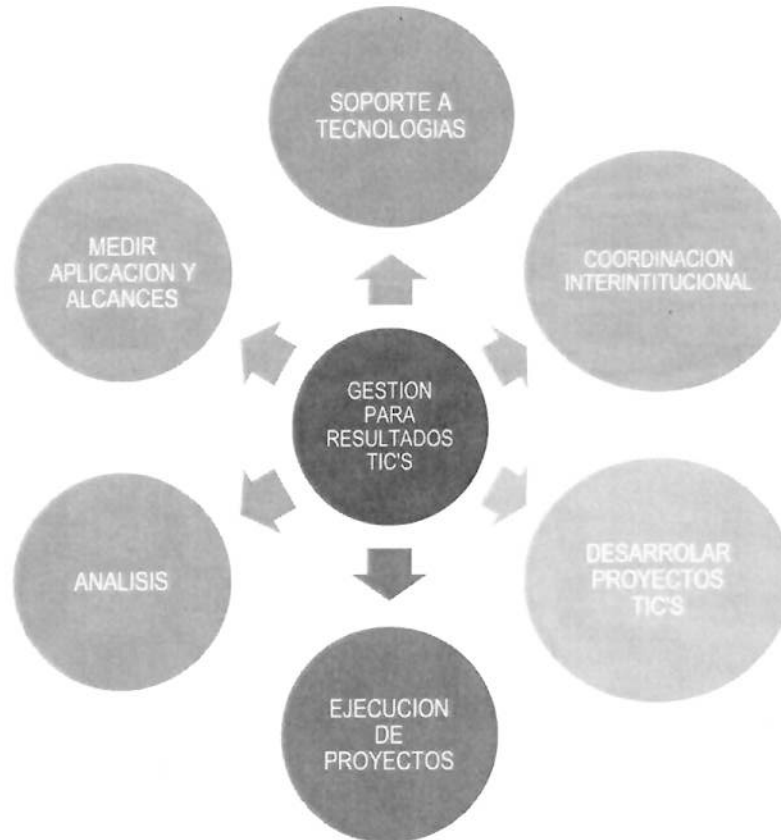 SOPORTE A
TECNOLOGIAS
MEDIR
APLICACION Y
ALCANCES
COORDINACION
INTERINTITUCIONAL
GESTION
PARA
RESULTADOS
TIC'S
ANALISIS
DESARROLAR
PROYECTOS
TIC'S
EJECUCION
DE
PROYECTOS